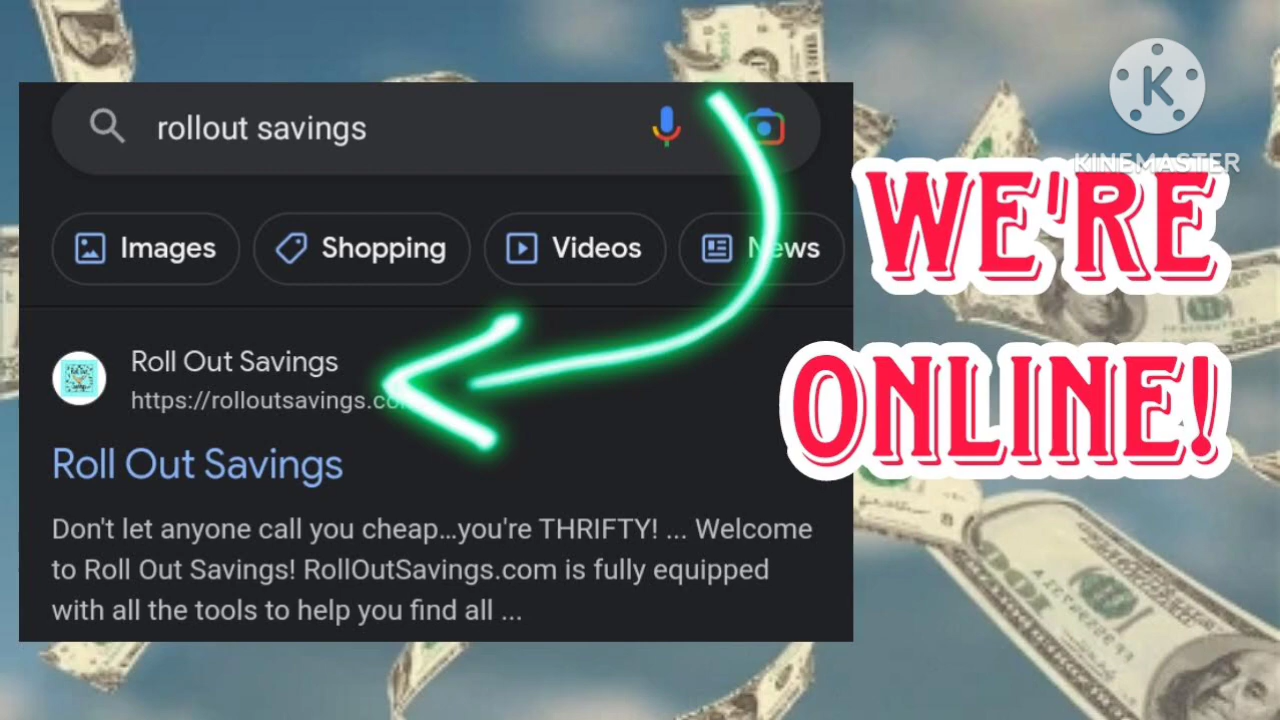 rollout savings
Images
Shopping
Videos
News
Roll Out Savings
https://rolloutsavings.com
Roll Out Savings
Don't let anyone call you cheap...you're THRIFTY! ... Welcome
to Roll Out Savings! RollOutSavings.com is fully equipped
with all the tools to help you find all ...
K
KINEMASTER
WE'RE
ONLINE!